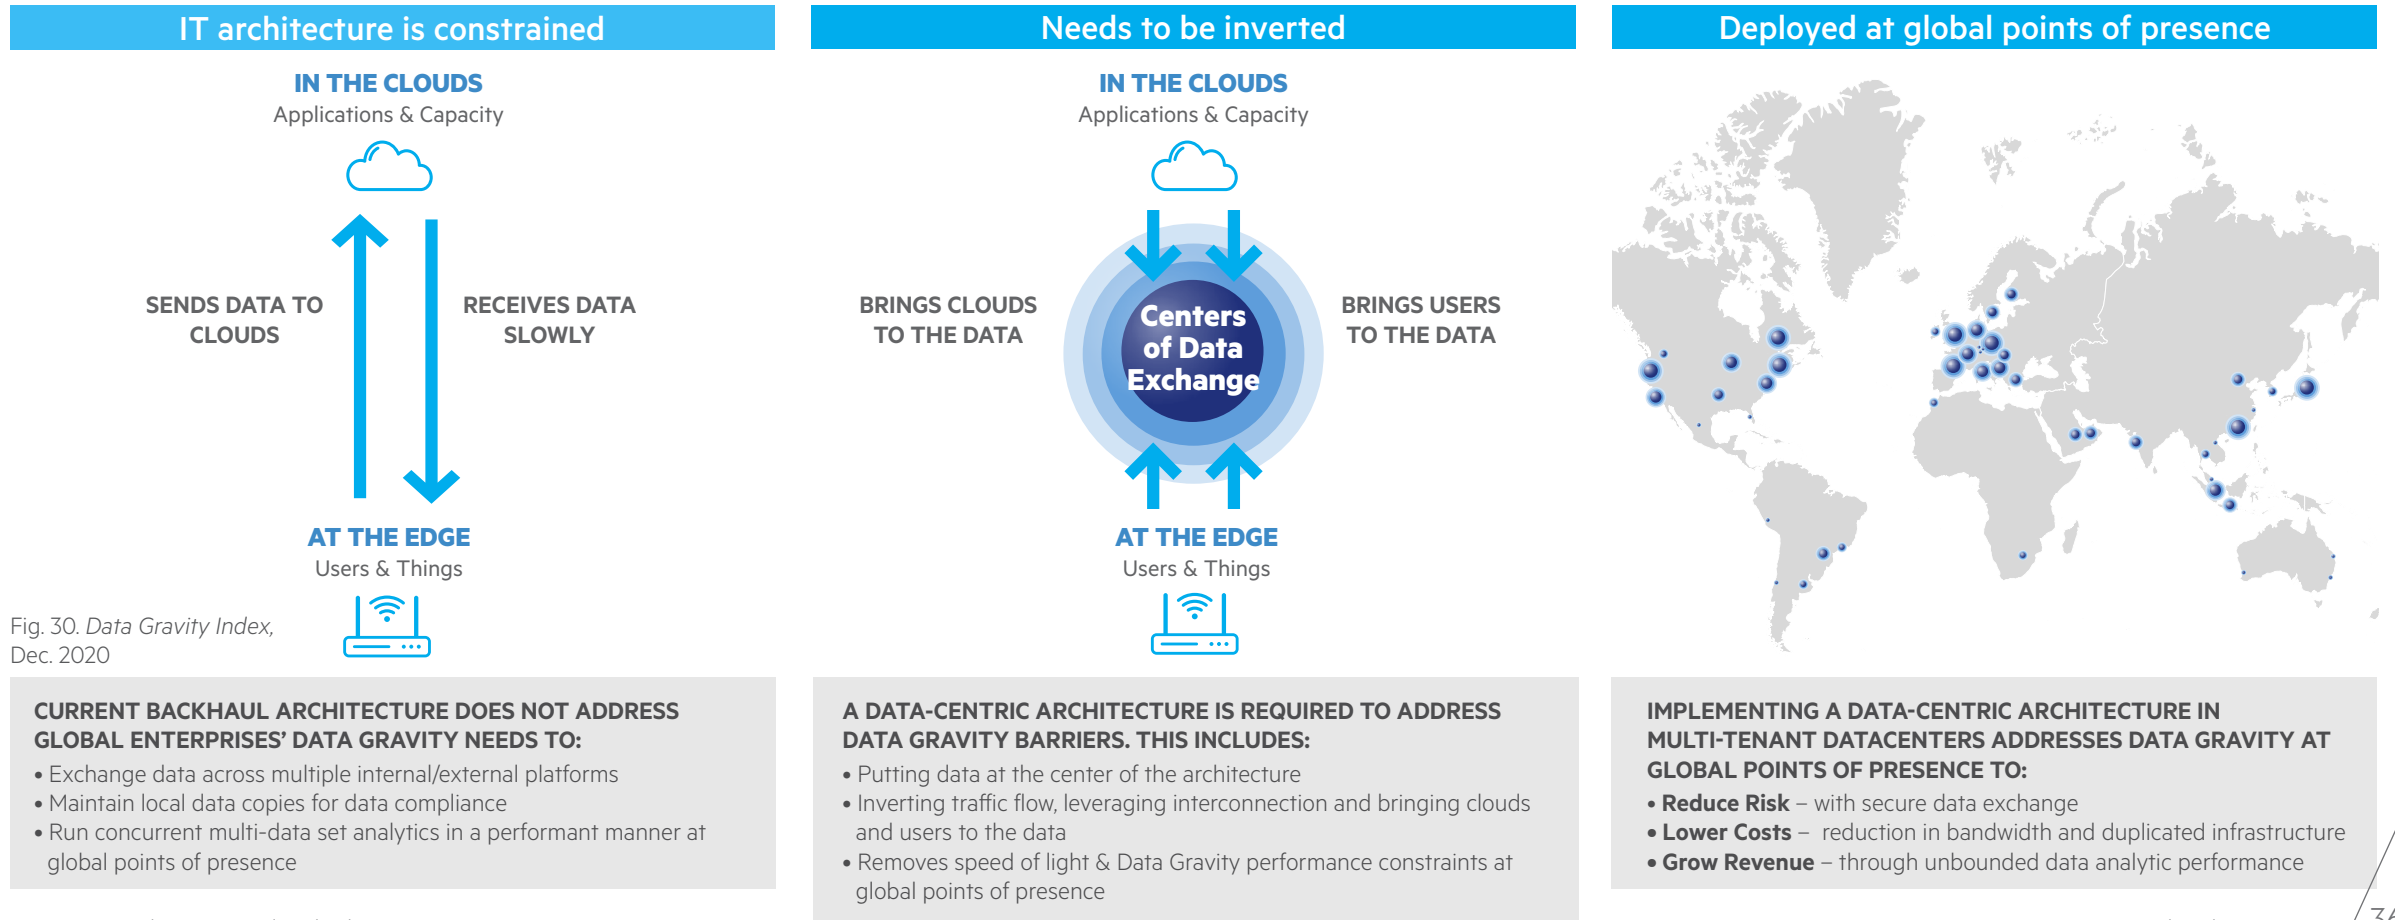 IT architecture is constrained
IN THE CLOUDS
Applications & Capacity
SENDS DATA TO
CLOUDS
RECEIVES DATA
SLOWLY
AT THE EDGE
Users & Things
Fig. 30. Data Gravity Index,
Dec. 2020
CURRENT BACKHAUL ARCHITECTURE DOES NOT ADDRESS
GLOBAL ENTERPRISES’ DATA GRAVITY NEEDS TO:
• Exchange data across multiple internal/external platforms
• Maintain local data copies for data compliance
• Run concurrent multi-data set analytics in a performant manner at
global points of presence
Needs to be inverted
IN THE CLOUDS
Applications & Capacity
BRINGS CLOUDS
TO THE DATA
Centers
of Data
Exchange
BRINGS USERS
TO THE DATA
AT THE EDGE
Users & Things
A DATA-CENTRIC ARCHITECTURE IS REQUIRED TO ADDRESS
DATA GRAVITY BARRIERS. THIS INCLUDES:
• Putting data at the center of the architecture
• Inverting traffic flow, leveraging interconnection and bringing clouds
and users to the data
• Removes speed of light & Data Gravity performance constraints at
global points of presence
Deployed at global points of presence
IMPLEMENTING A DATA-CENTRIC ARCHITECTURE IN
MULTI-TENANT DATACENTERS ADDRESSES DATA GRAVITY AT
GLOBAL POINTS OF PRESENCE TO:
• Reduce Risk – with secure data exchange
• Lower Costs – reduction in bandwidth and duplicated infrastructure
• Grow Revenue – through unbounded data analytic performance